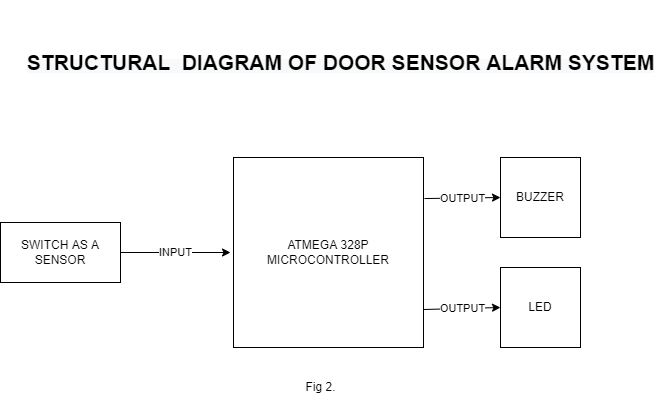 STRUCTURAL  DIAGRAM OF DOOR SENSOR ALARM SYSTEM
SWITCH AS A
SENSOR
INPUT
ATMEGA 328P
MICROCONTROLLER
OUTPUT
BUZZER
OUTPUT
LED
Fig 2.